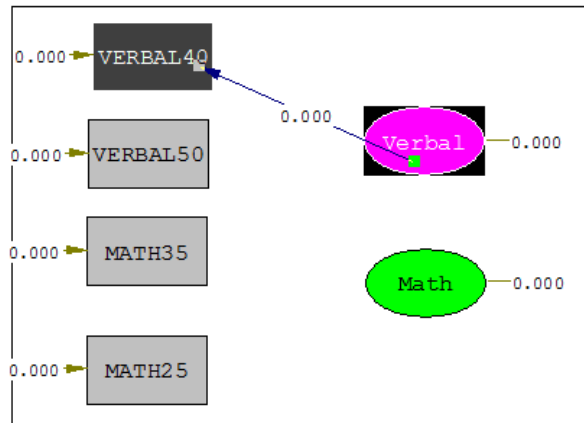 0.000 VERBAL40
0.000
Verbal 0.000
0.000 VERBAL50
0.000 MATH35
Math 0.000
0.000 MATH25